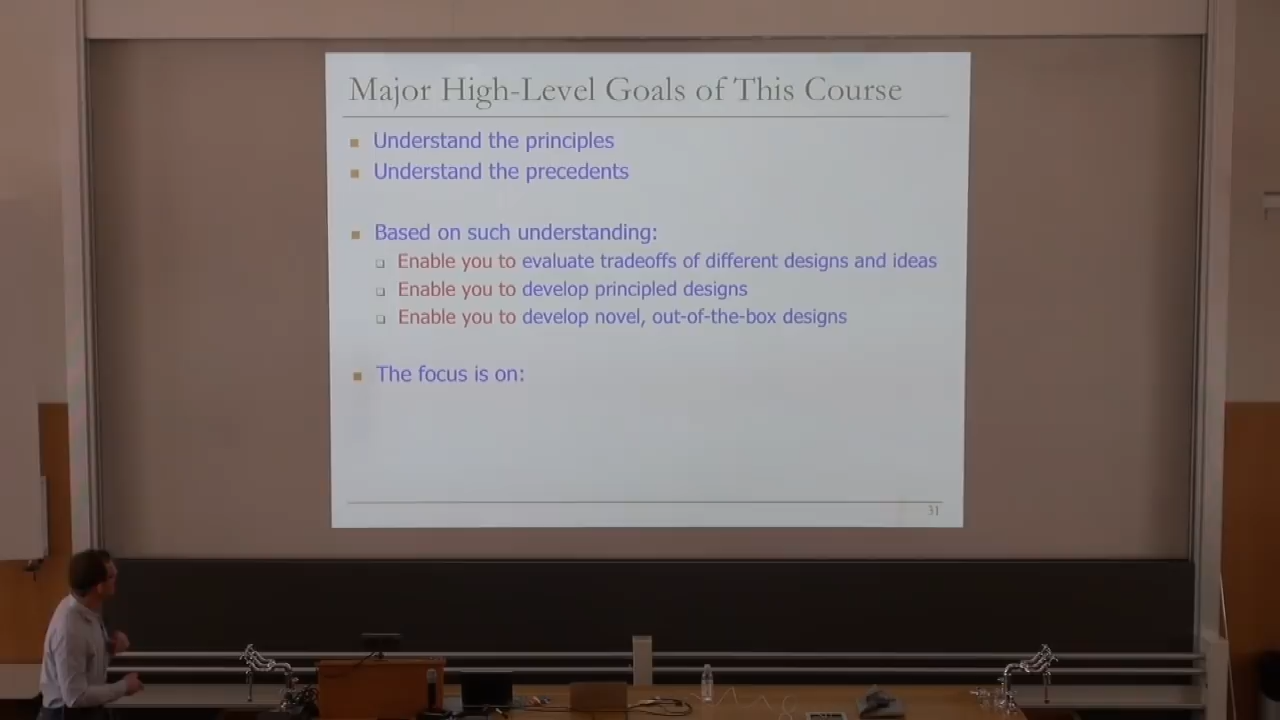 Major High-Level Goals of This Course
Understand the principles
Understand the precedents
Based on such understanding:
Enable you to evaluate tradeoffs of different designs and ideas
Enable you to develop principled designs
Enable you to develop novel, out-of-the-box designs
The focus is on:
31